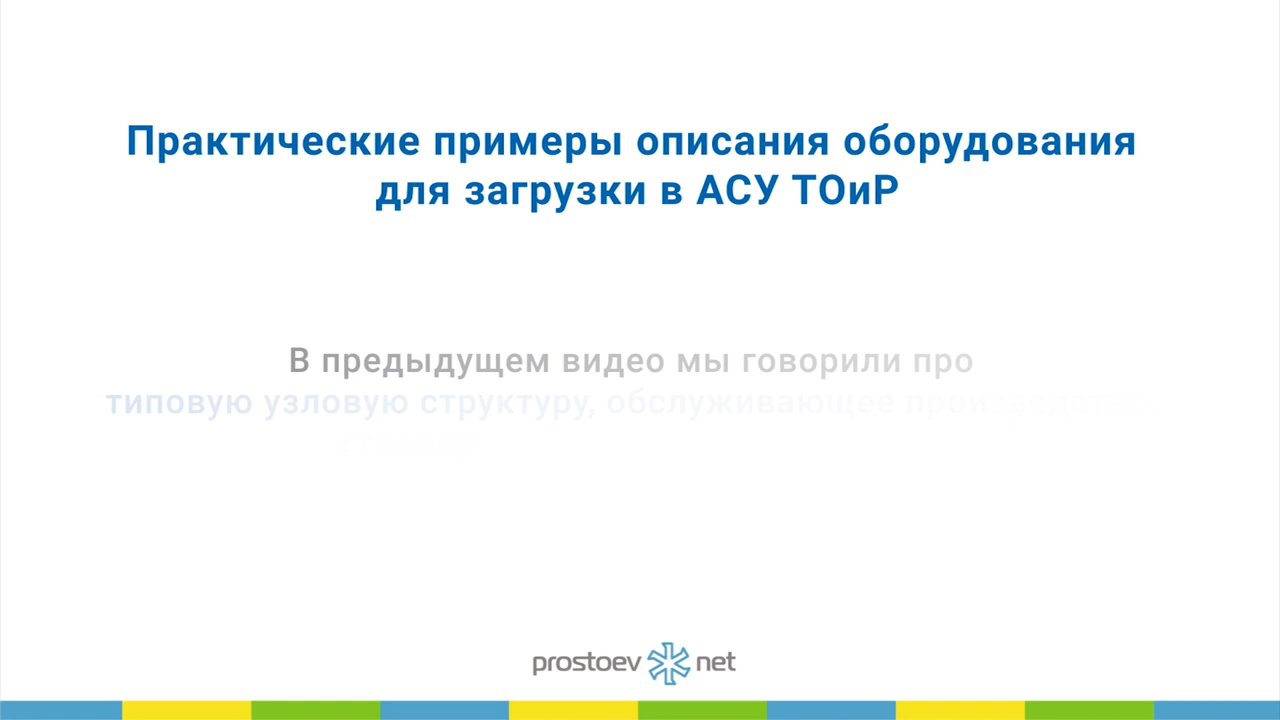 Практические примеры описания оборудования
для загрузки в АСУ ТОиР
В предыдущем видео мы говорили про
типовую узловую структуру, обслуживающее
prostoev net